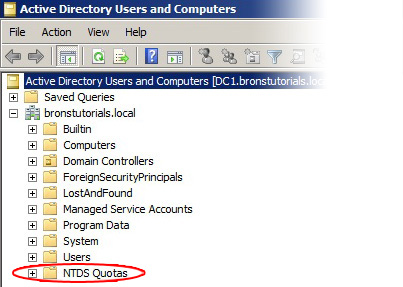 Active Directory Users and Computers
File Action View Help
Active Directory Users and Computers [DC1.bronstutorials.loc
Saved Queries
bronstutorials.local
Builtin
Computers
Domain Controllers
ForeignSecurityPrincipals
LostAndFound
Managed Service Accounts
Program Data
System
Users
NTDS Quotas